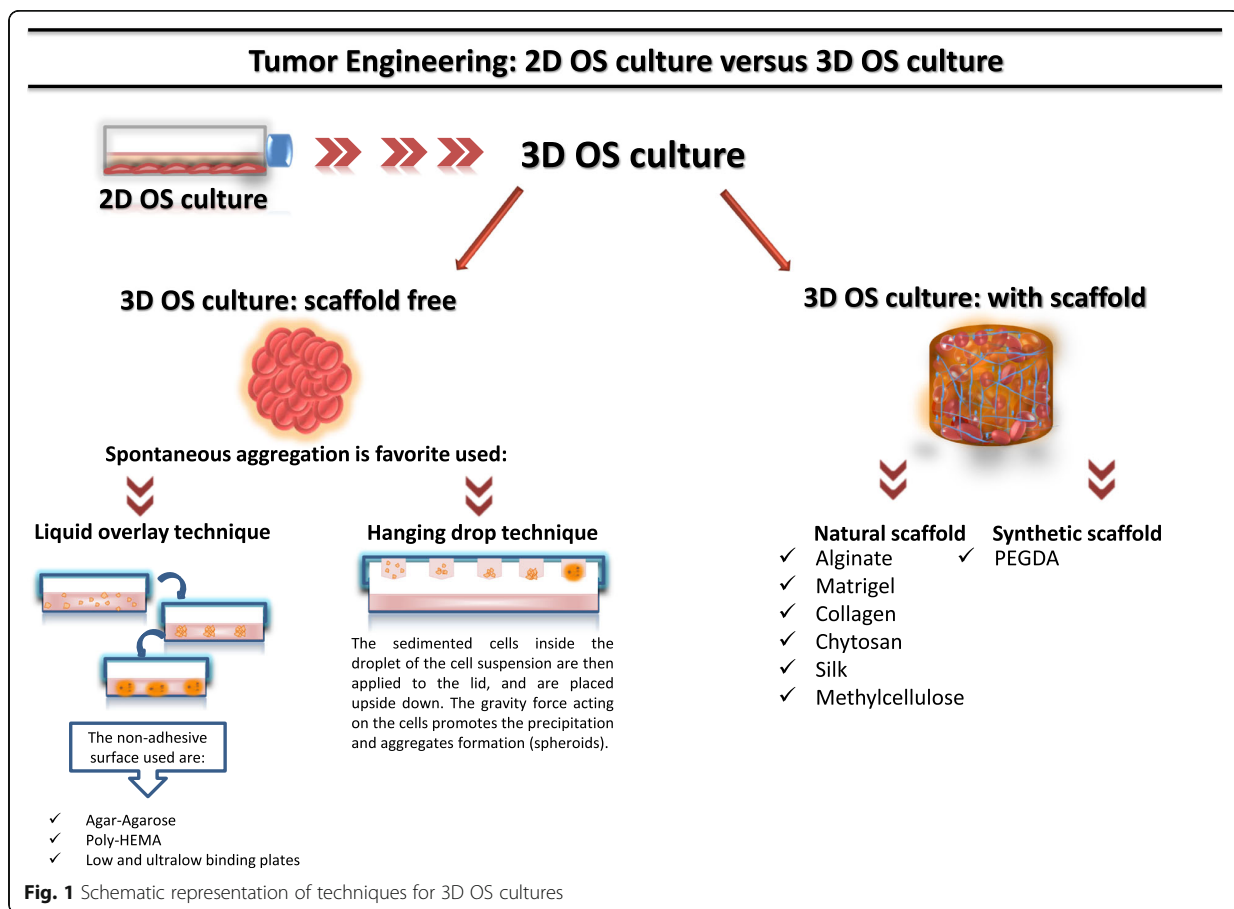 Tumor Engineering: 2D OS culture versus 3D OS culture
2D OS culture
3D OS culture
3D OS culture: scaffold free
Spontaneous aggregation is favorite used:
Liquid overlay technique
The non-adhesive
surface used are:
✓ Agar-Agarose
✓ Poly-HEMA
✓ Low and ultralow binding plates
Hanging drop technique
The sedimented cells inside the
droplet of the cell suspension are then
applied to the lid, and are placed
upside down. The gravity force acting
on the cells promotes the precipitation
and aggregates formation (spheroids).
3D OS culture: with scaffold
Natural scaffold
✓ Alginate
✓ Matrigel
✓ Collagen
✓ Chytosan
✓ Silk
✓ Methylcellulose
Synthetic scaffold
✓ PEGDA
Fig. 1 Schematic representation of techniques for 3D OS cultures